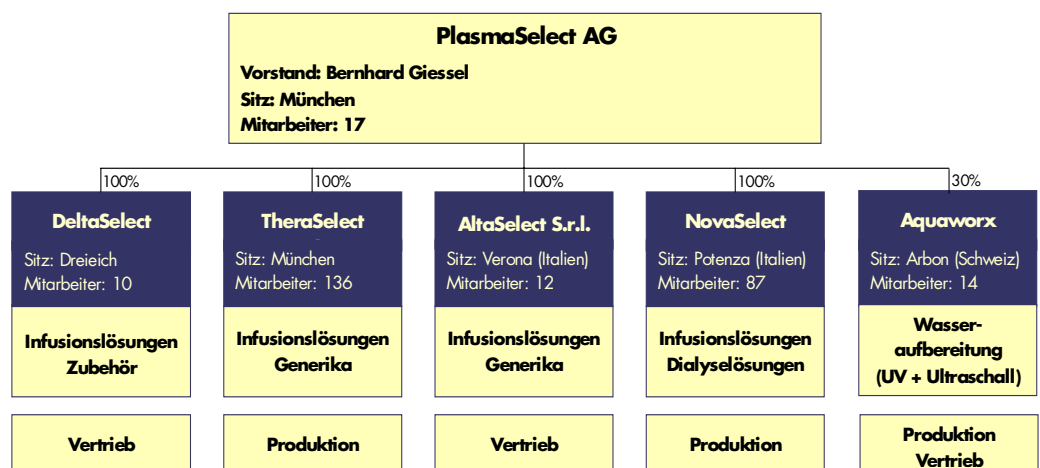 PlasmaSelect AG
Vorstand: Bernhard Giessel
Sitz: München
Mitarbeiter: 17
100%
100%
100%
100%
30%
DeltaSelect
Sitz: Dreieich
Mitarbeiter: 10
Infusionslösungen
Zubehör
Vertrieb
TheraSelect
Sitz: München
Mitarbeiter: 136
Infusionslösungen
Generika
Produktion
AltaSelect S.r.l.
Sitz: Verona (Italien)
Mitarbeiter: 12
Infusionslösungen
Generika
Vertrieb
NovaSelect
Sitz: Potenza (Italien)
Mitarbeiter: 87
Infusionslösungen
Dialyselösungen
Produktion
Aquaworx
Sitz: Arbon (Schweiz)
Mitarbeiter: 14
Wasser-
aufbereitung
(UV + Ultraschall)
Produktion
Vertrieb